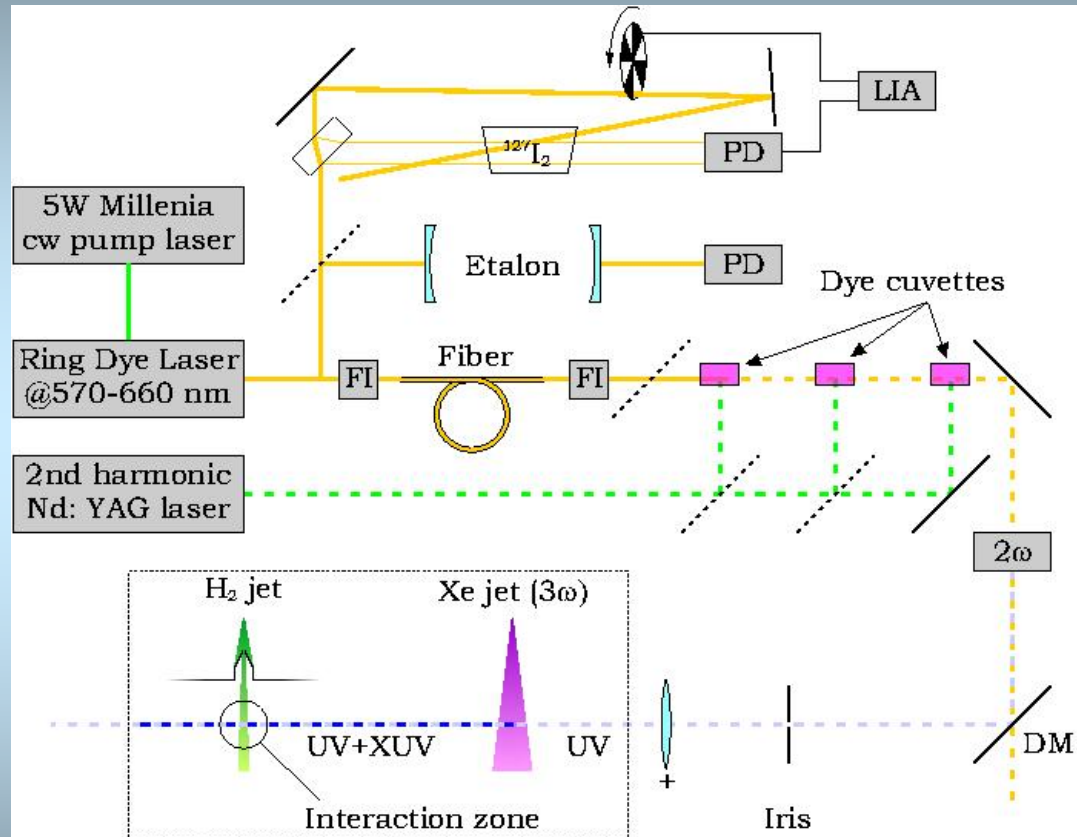 LIA
¹²⁷I₂
PD
5W Millenia
cw pump laser
Etalon
PD
Dye cuvettes
Ring Dye Laser
@570-660 nm
FI
Fiber
FI
2nd harmonic
Nd: YAG laser
2ω
H₂ jet
Xe jet (3ω)
UV+XUV
UV
DM
+
Interaction zone
Iris